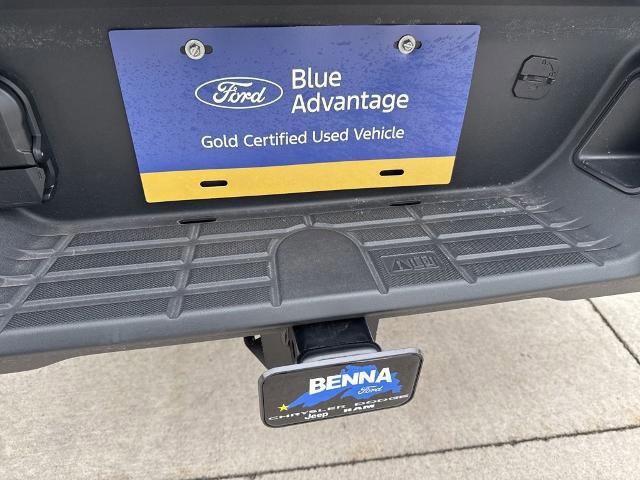 Ford
Blue
Advantage
Gold Certified Used Vehicle
BENNA
Ford
CHRYSLER DODGE
Jeep RAM